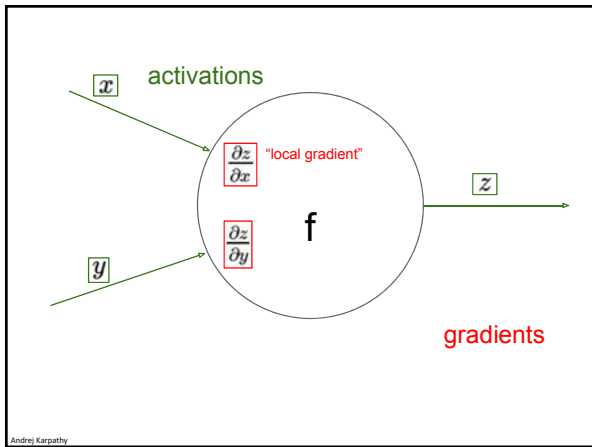 activations
x
∂z/∂x “local gradient”
z
f
∂z/∂y
y
gradients
Andrej Karpathy